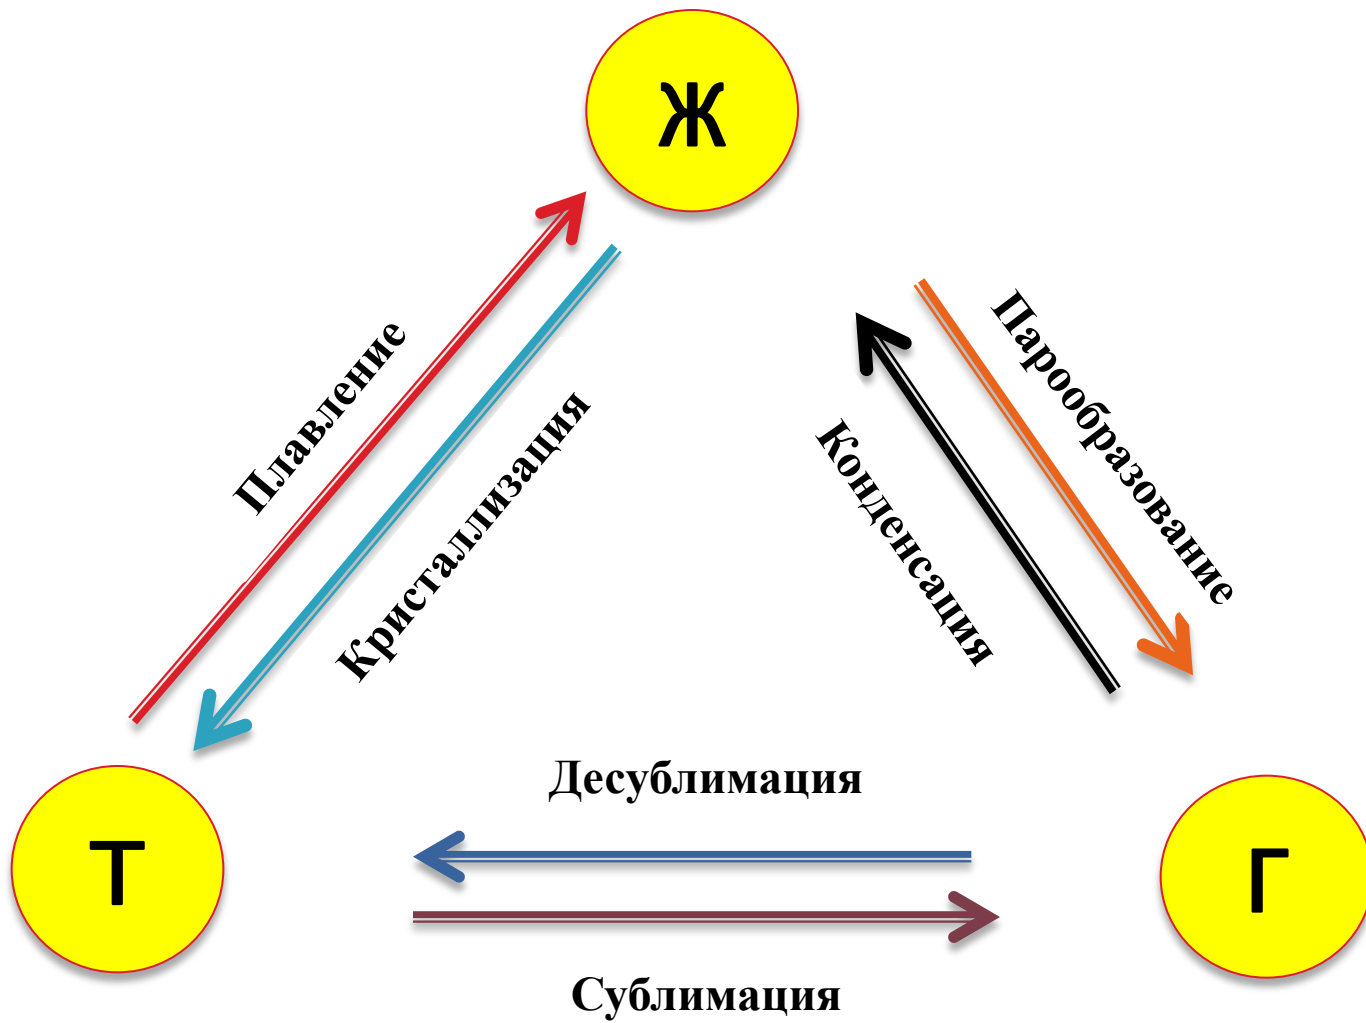 Ж
Плавление
Кристаллизация
Конденсация
Парообразование
Десублимация
Т
Г
Сублимация